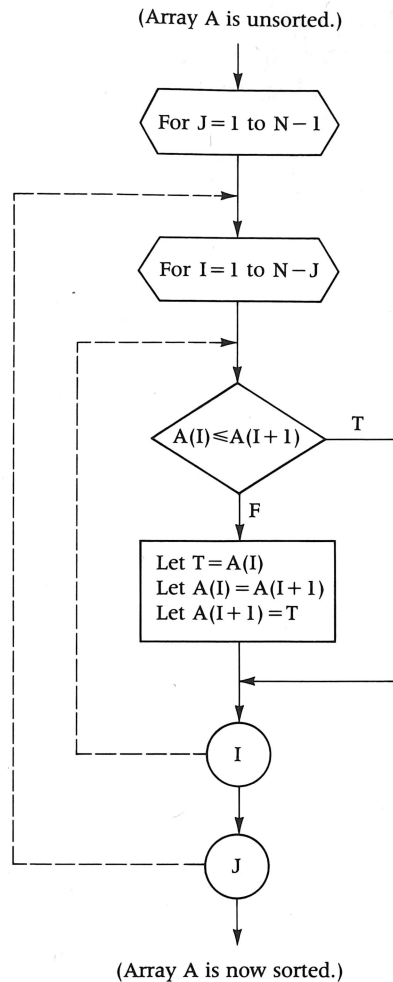 (Array A is unsorted.)
For J=1 to N−1
For I=1 to N−J
A(I)⩽A(I+1)
T
F
Let T=A(I)
Let A(I)=A(I+1)
Let A(I+1)=T
I
J
(Array A is now sorted.)